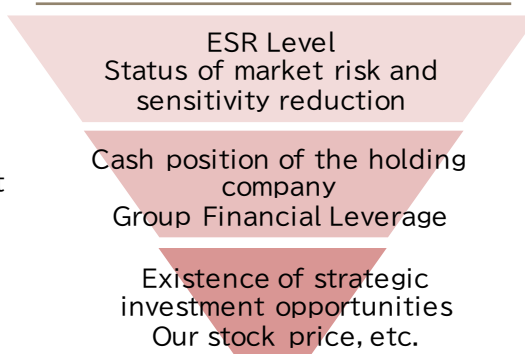 ESR Level
Status of market risk and
sensitivity reduction
Cash position of the holding
company
Group Financial Leverage
Existence of strategic
investment opportunities
Our stock price, etc.